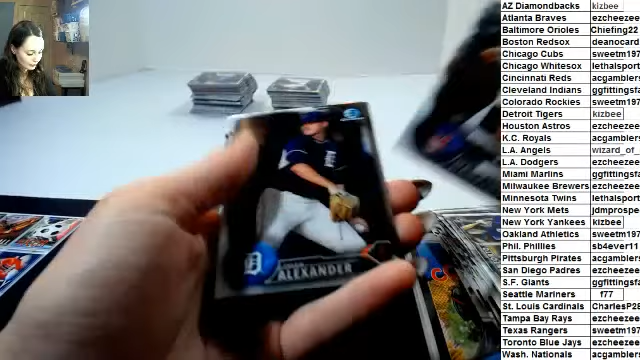 AZ Diamondbacks kizbee
Atlanta Braves ezcheezee
Baltimore Orioles Chiefing22
Boston Redsox deanocard
Chicago Cubs sweetm197
Chicago Whitesox lethalsport
Cincinnati Reds acgambler
Cleveland Indians ggfittingsfa
Colorado Rockies sweetm197
Detroit Tigers kizbee
Houston Astros ezcheezee
K.C. Royals acgambler
L.A. Angels wizard_of_
L.A. Dodgers ezcheezee
Miami Marlins ggfittingsfa
Milwaukee Brewers ezcheezee
Minnesota Twins lethalsport
New York Mets jdmprospe
New York Yankees kizbee
Oakland Athletics sweetm197
Phil. Phillies sb4ever11
Pittsburgh Pirates acgambler
San Diego Padres ezcheezee
S.F. Giants ggfittingsfa
Seattle Mariners f77
St. Louis Cardinals CharlesP28
Tampa Bay Rays ezcheezee
Texas Rangers sweetm197
Toronto Blue Jays ezcheezee
Wash. Nationals acgamblee
ALEXANDER